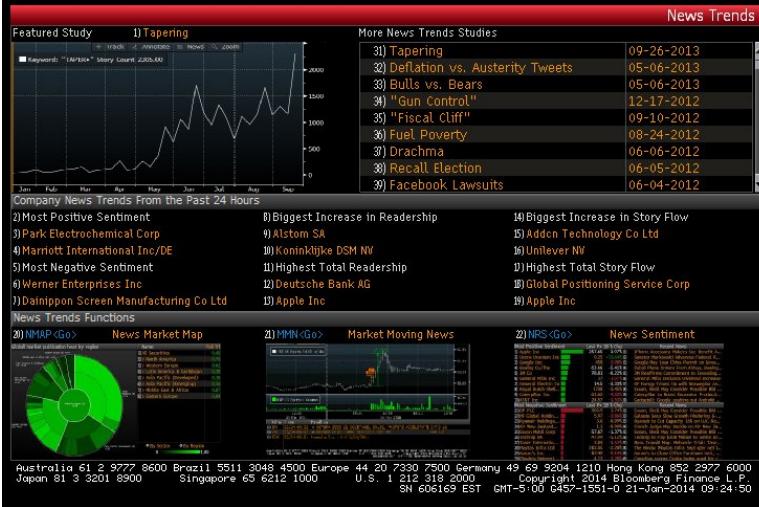 News Trends
Featured Study 1) Tapering More News Trends Studies
Track Annotate News Zoom
Keyword: "TAPER*" Story Count 2305.00
2000
1500
1000
500
0
Jan Feb Mar Apr May Jun Jul Aug Sep
31) Tapering 09-26-2013
32) Deflation vs. Austerity Tweets 05-06-2013
33) Bulls vs. Bears 05-06-2013
34) "Gun Control" 12-17-2012
35) "Fiscal Cliff" 09-10-2012
36) Fuel Poverty 08-24-2012
37) Drachma 06-06-2012
38) Recall Election 06-05-2012
39) Facebook Lawsuits 06-04-2012
Company News Trends From the Past 24 Hours
2) Most Positive Sentiment 8) Biggest Increase in Readership 14) Biggest Increase in Story Flow
3) Park Electrochemical Corp 9) Alstom SA 15) Addcn Technology Co Ltd
4) Marriott International Inc/DE 10) Koninklijke DSM NV 16) Unilever NV
5) Most Negative Sentiment 11) Highest Total Readership 17) Highest Total Story Flow
6) Werner Enterprises Inc 12) Deutsche Bank AG 18) Global Positioning Service Corp
7) Dainippon Screen Manufacturing Co Ltd 13) Apple Inc 19) Apple Inc
News Trends Functions
20) NMAP<Go> News Market Map 21) MMN<Go> Market Moving News 22) NRS<Go> News Sentiment
Australia 61 2 9777 8600 Brazil 5511 3048 4500 Europe 44 20 7330 7500 Germany 49 69 9204 1210 Hong Kong 852 2977 6000
Japan 81 3 3201 8900 Singapore 65 6212 1000 U.S. 1 212 318 2000 Copyright 2014 Bloomberg Finance L.P.
SN 606169 EST GMT-5:00 G457-1551-0 21-Jan-2014 09:24:50